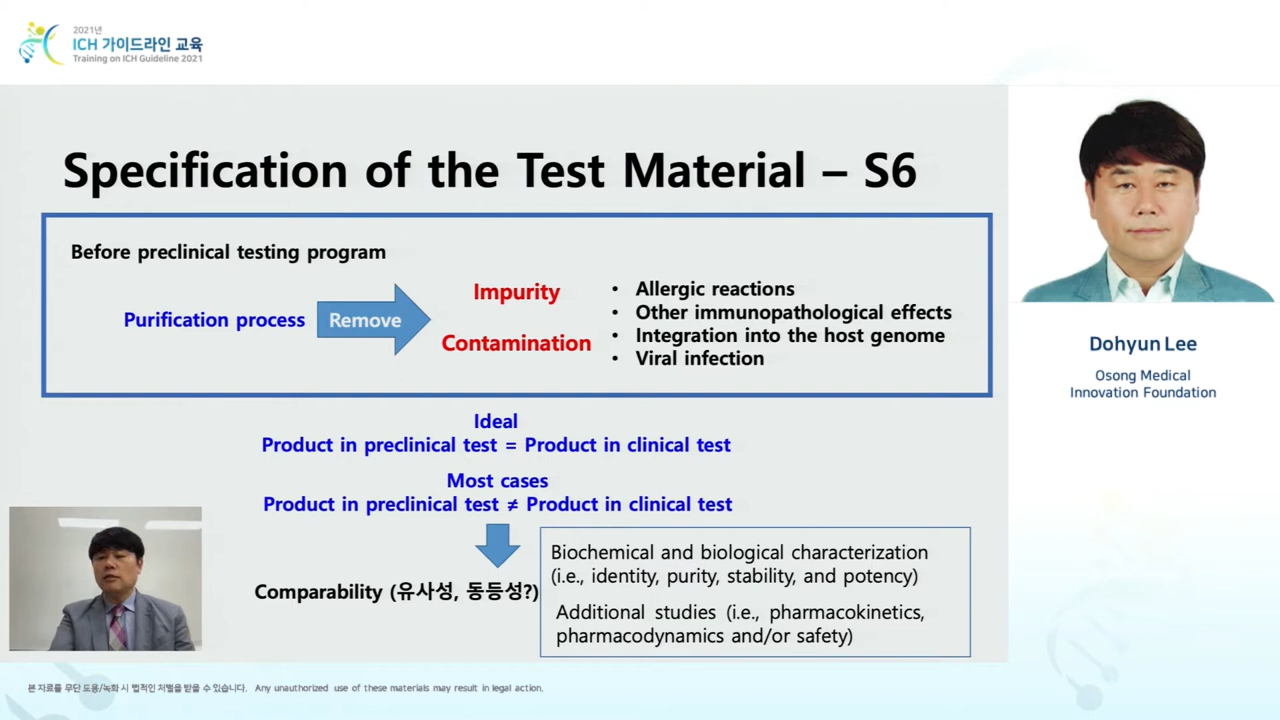 2021년
ICH 가이드라인 교육
Training on ICH Guideline 2021
Specification of the Test Material – S6
Before preclinical testing program
Purification process
Remove
Impurity
Contamination
• Allergic reactions
• Other immunopathological effects
• Integration into the host genome
• Viral infection
Ideal
Product in preclinical test = Product in clinical test
Most cases
Product in preclinical test ≠ Product in clinical test
Comparability (유사성, 동등성?)
Biochemical and biological characterization
(i.e., identity, purity, stability, and potency)
Additional studies (i.e., pharmacokinetics,
pharmacodynamics and/or safety)
Dohyun Lee
Osong Medical
Innovation Foundation
본 자료를 무단 도용/녹화 시 법적인 처벌을 받을 수 있습니다. Any unauthorized use of these materials may result in legal action.